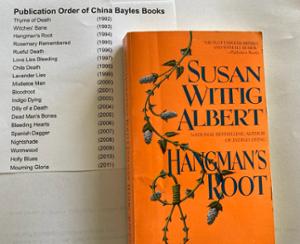 Publication Order of China Bayles Books
Thyme of Death (1992)
Witches' Bane (1993)
Hangman's Root (1994)
Rosemary Remembered (1995)
Rueful Death (1996)
Love Lies Bleeding (1997)
Chile Death (1998)
Lavender Lies (1999)
Mistletoe Man (2000)
Bloodroot (2001)
Indigo Dying (2003)
Dilly of a Death (2004)
Dead Man's Bones (2005)
Bleeding Hearts (2006)
Spanish Dagger (2007)
Nightshade (2008)
Wormwood (2009)
Holly Blues (2010)
Mourning Gloria (2011)
SUSAN
WITTIG
ALBERT
NATIONAL BESTSELLING AUTHOR
OF INDIGO DYING
HANGMAN'S
ROOT